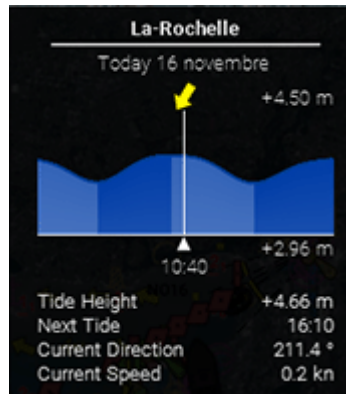 La-Rochelle
Today 16 novembre
+4.50 m
+2.96 m
10:40
Tide Height +4.66 m
Next Tide 16:10
Current Direction 211.4 °
Current Speed 0.2 kn